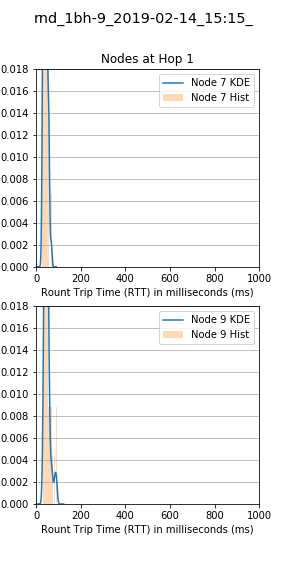 rnd_1bh-9_2019-02-14_15:15_
Nodes at Hop 1
0.018
0.016
0.014
0.012
0.010
0.008
0.006
0.004
0.002
0.000
Node 7 KDE
Node 7 Hist
0 200 400 600 800 1000
Rount Trip Time (RTT) in milliseconds (ms)
0.018
0.016
0.014
0.012
0.010
0.008
0.006
0.004
0.002
0.000
Node 9 KDE
Node 9 Hist
0 200 400 600 800 1000
Rount Trip Time (RTT) in milliseconds (ms)